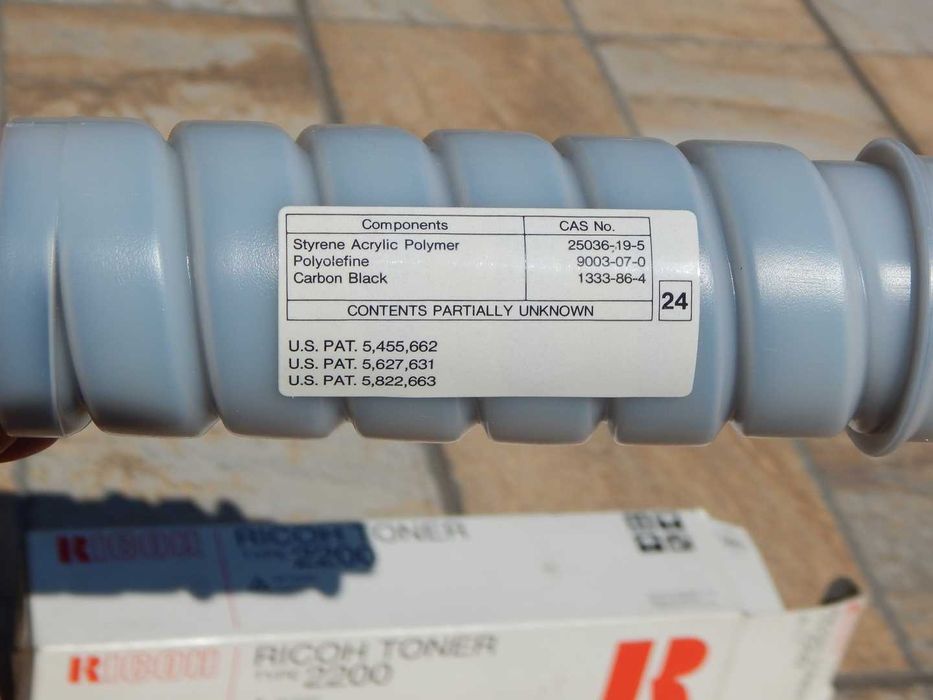 Components CAS No.
Styrene Acrylic Polymer 25036-19-5
Polyolefine 9003-07-0
Carbon Black 1333-86-4
CONTENTS PARTIALLY UNKNOWN 24
U.S. PAT. 5,455,662
U.S. PAT. 5,627,631
U.S. PAT. 5,822,663
RICOH RICOH TONER
TYPE 2200
RICOH RICOH TONER
TYPE 2200